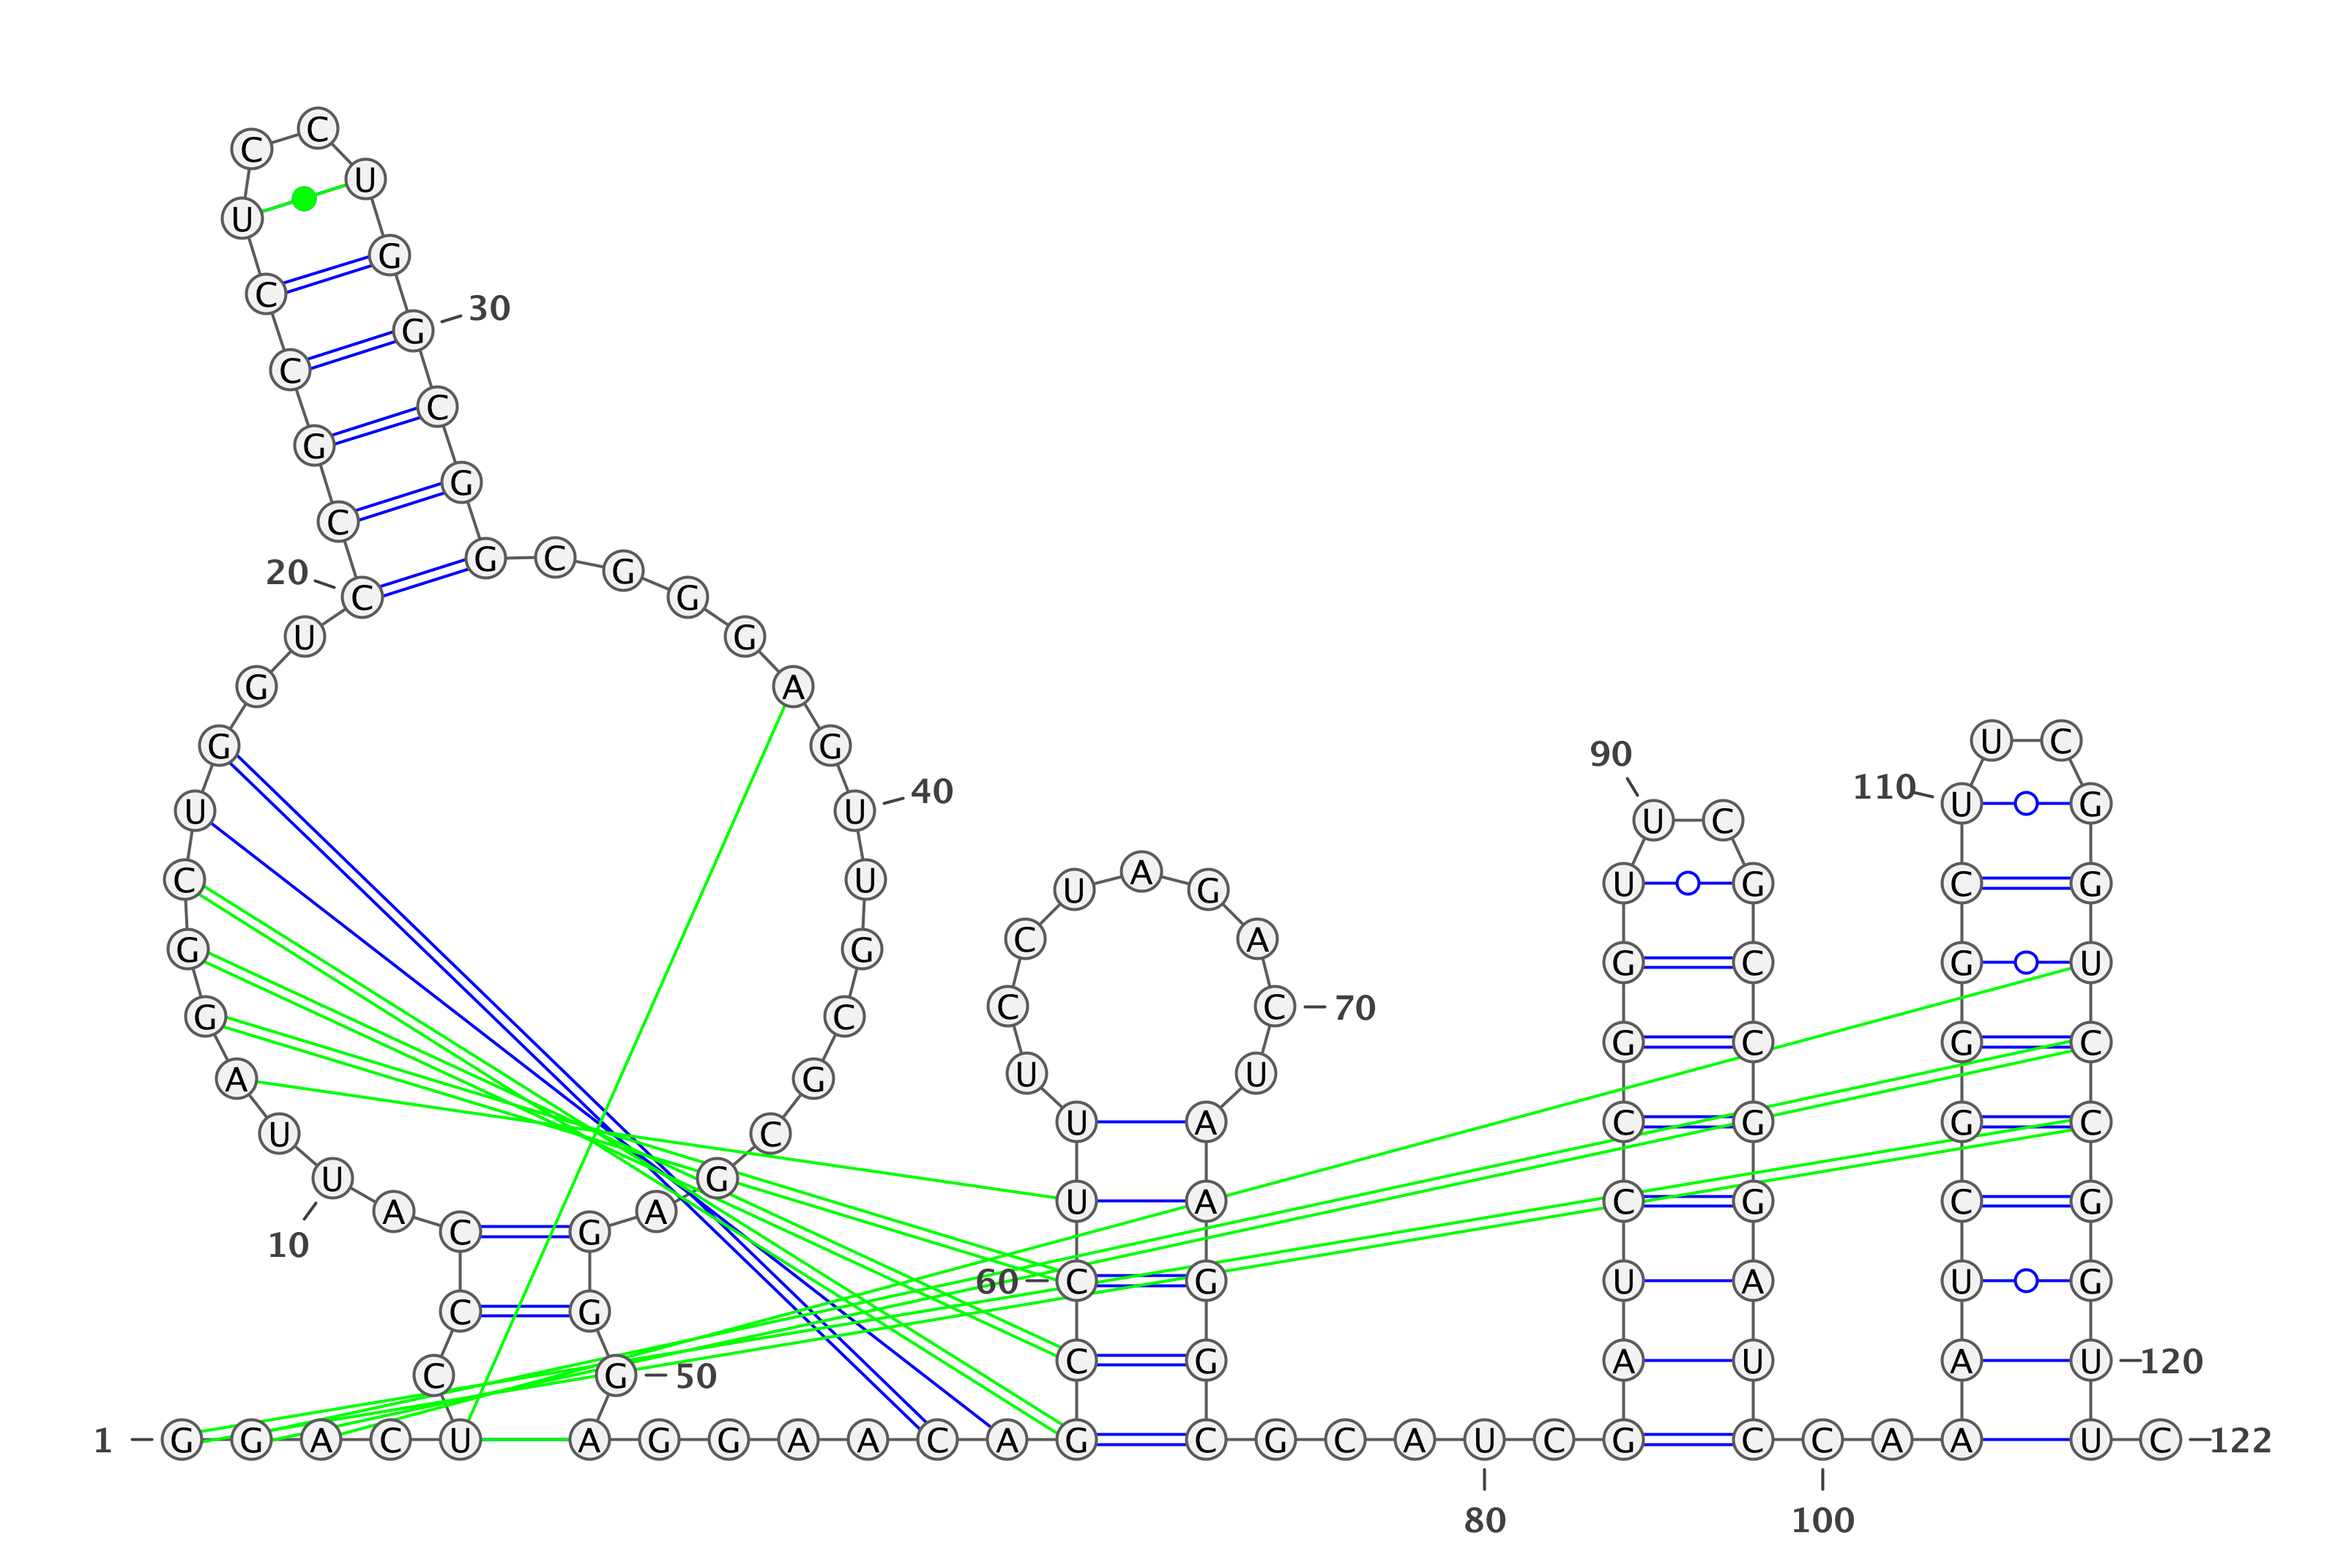 C
C
U
U
G
C
30
G
C
C
G
G
C
G C G
20
C G
U G
G A
U C
G G
90
110
40
U G
U U
U C
A
C U U G C G
U G
C A
G G
G C G U
C C 70
G C
G C G C
U U
A G
U A C G G C
U C
U G
U A C G C G
A A
C G
10
60 C G U A U G
C G
C G A U A U 120
C G 50
1 G G A C U A G G A A C A G C G C A U C G C C A A U C 122
80 100